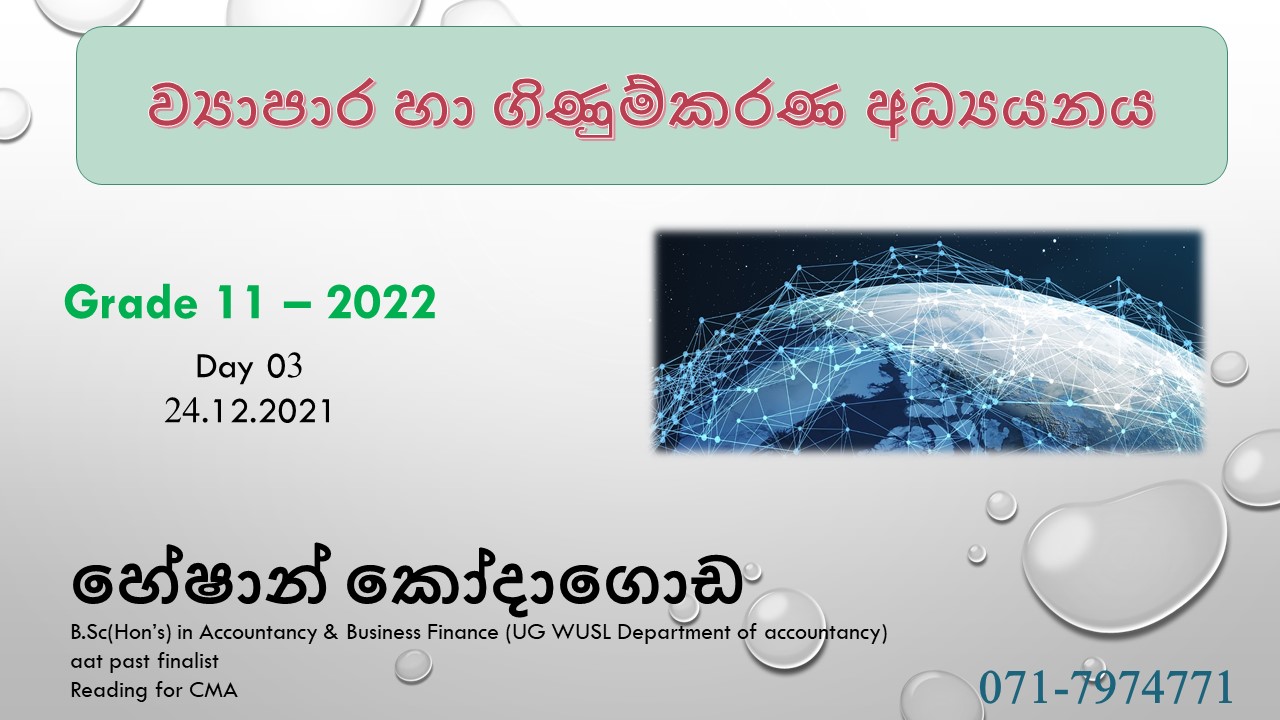 ව්‍යාපාර හා ගිණුම්කරණ අධ්‍යයනය
Grade 11 – 2022
Day 03
24.12.2021
හේෂාන් කෝදාගොඩ
B.Sc(Hon's) in Accountancy & Business Finance (UG WUSL Department of accountancy)
aat past finalist
Reading for CMA
071-7974771